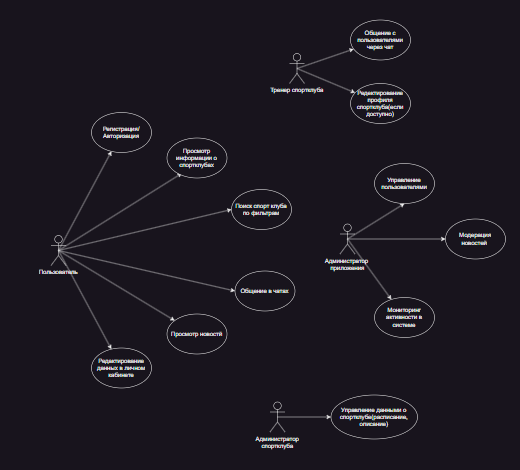 Общение с
пользователями
через чат
Тренер спортклуба
Редактирование
профиля
спортклуба(если
доступно)
Регистрация/
Авторизация
Просмотр
информация о
спортклубах
Управление
пользователями
Поиск спорт клуба
по фильтрам
Модерация
новостей
Администратор
приложения
Пользователь
Общение в чатах
Мониторинг
активности в
системе
Просмотр новостей
Редактирование
данных в личном
кабинете
Управление данными о
спортклубе(расписание,
описание)
Администратор
спортклуба